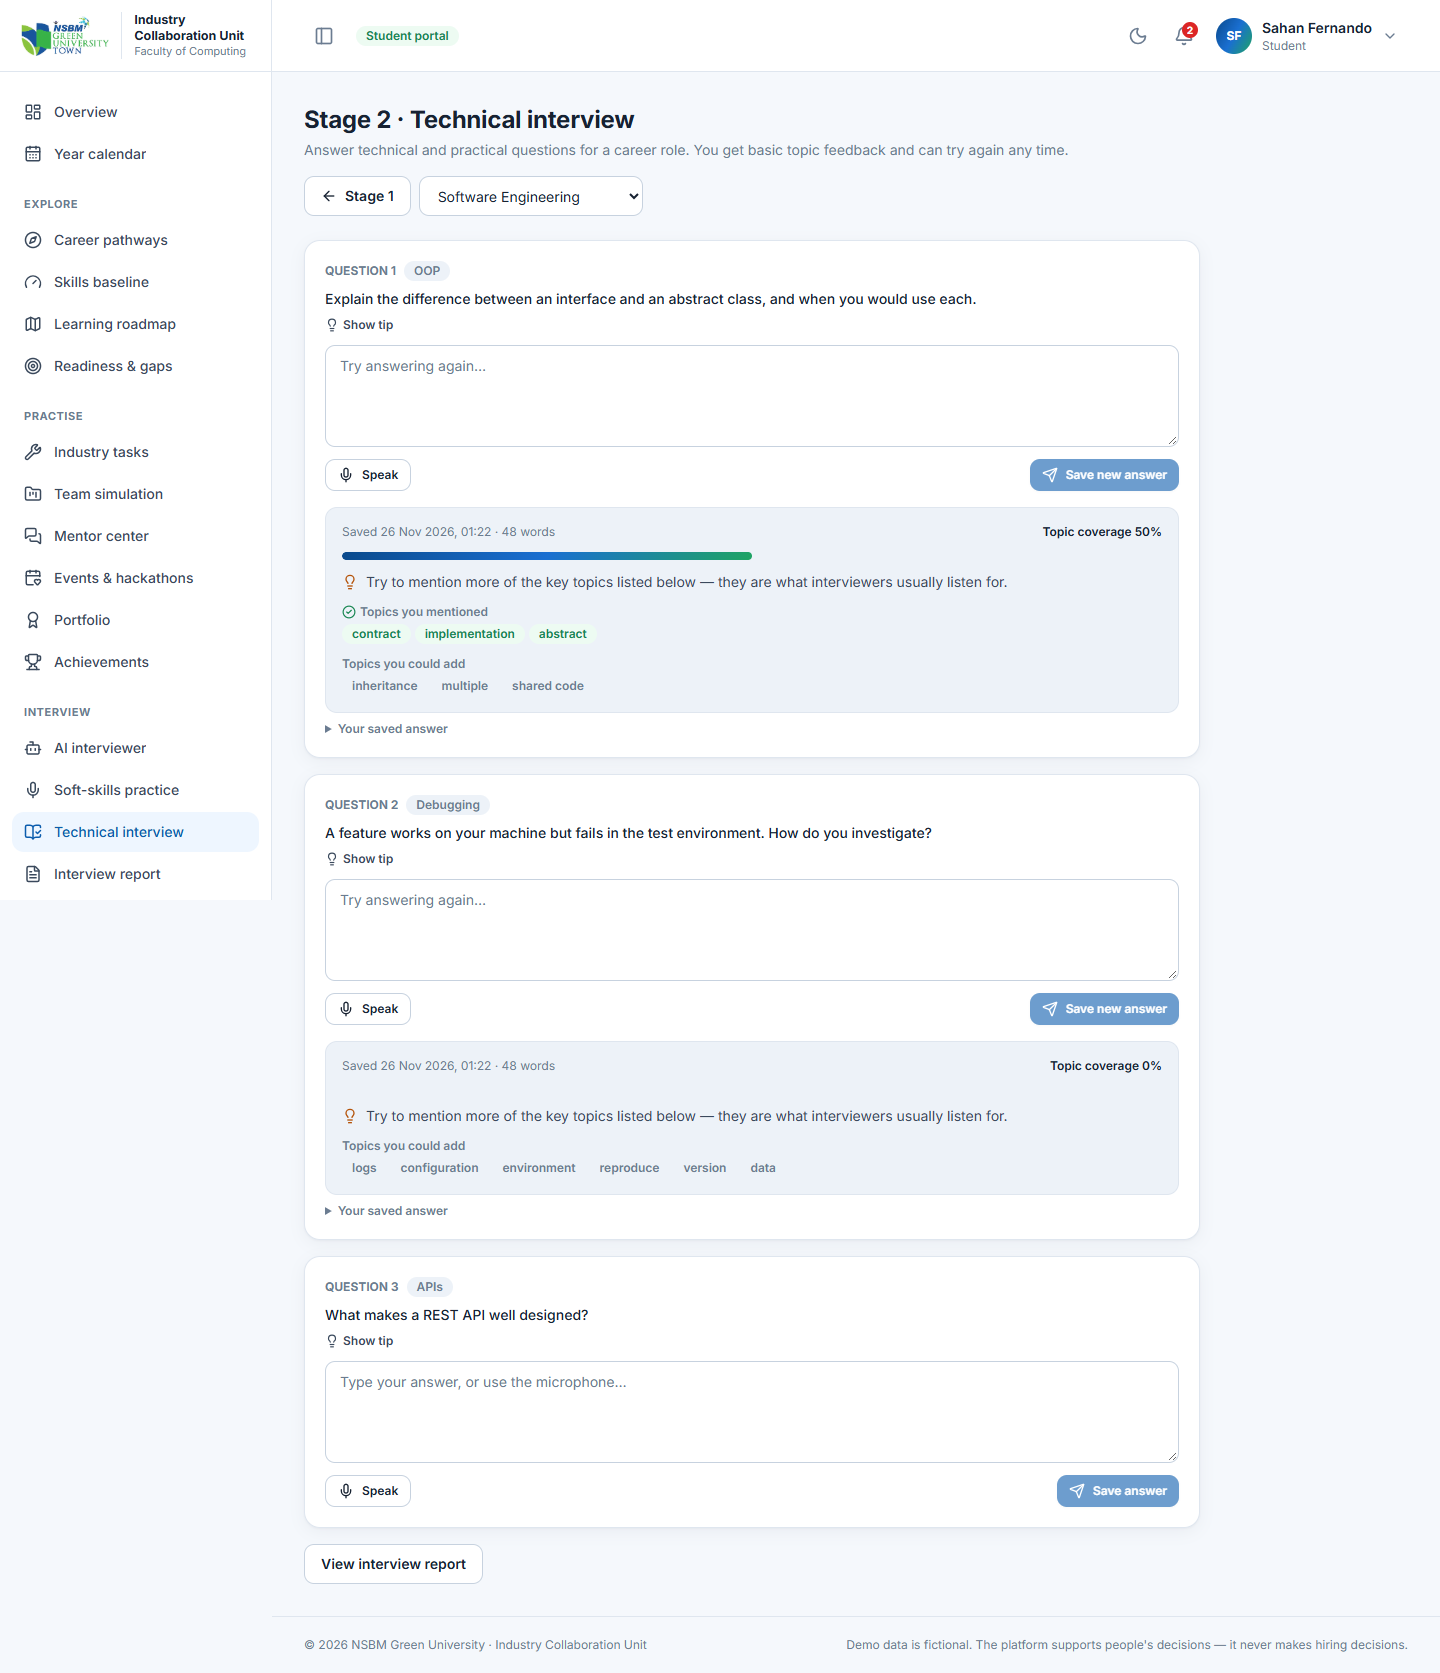 NSBM
GREEN
UNIVERSITY
TOWN
Industry
Collaboration Unit
Faculty of Computing
Student portal
2
SF
Sahan Fernando
Student
Overview
Year calendar
EXPLORE
Career pathways
Skills baseline
Learning roadmap
Readiness & gaps
PRACTISE
Industry tasks
Team simulation
Mentor center
Events & hackathons
Portfolio
Achievements
INTERVIEW
AI interviewer
Soft-skills practice
Technical interview
Interview report
Stage 2 · Technical interview
Answer technical and practical questions for a career role. You get basic topic feedback and can try again any time.
Stage 1
Software Engineering
QUESTION 1 OOP
Explain the difference between an interface and an abstract class, and when you would use each.
Show tip
Try answering again...
Speak
Save new answer
Saved 26 Nov 2026, 01:22 · 48 words
Topic coverage 50%
Try to mention more of the key topics listed below — they are what interviewers usually listen for.
Topics you mentioned
contract implementation abstract
Topics you could add
inheritance multiple shared code
Your saved answer
QUESTION 2 Debugging
A feature works on your machine but fails in the test environment. How do you investigate?
Show tip
Try answering again...
Speak
Save new answer
Saved 26 Nov 2026, 01:22 · 48 words
Topic coverage 0%
Try to mention more of the key topics listed below — they are what interviewers usually listen for.
Topics you could add
logs configuration environment reproduce version data
Your saved answer
QUESTION 3 APIs
What makes a REST API well designed?
Show tip
Type your answer, or use the microphone...
Speak
Save answer
View interview report
© 2026 NSBM Green University · Industry Collaboration Unit
Demo data is fictional. The platform supports people's decisions — it never makes hiring decisions.